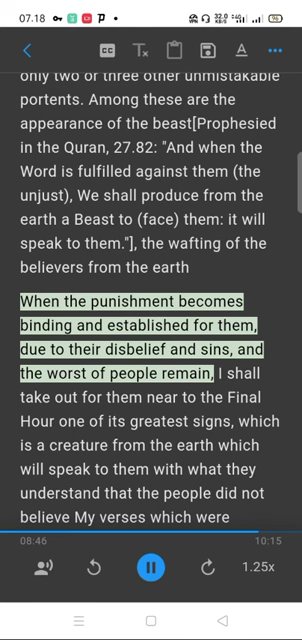 07.18
32.0
KB/S
96%
CC
only two or three other unmistakable
portents. Among these are the
appearance of the beast[Prophesied
in the Quran, 27.82: "And when the
Word is fulfilled against them (the
unjust), We shall produce from the
earth a Beast to (face) them: it will
speak to them."], the wafting of the
believers from the earth
When the punishment becomes
binding and established for them,
due to their disbelief and sins, and
the worst of people remain, I shall
take out for them near to the Final
Hour one of its greatest signs, which
is a creature from the earth which
will speak to them with what they
understand that the people did not
believe My verses which were
08:46 10:15
1.25x